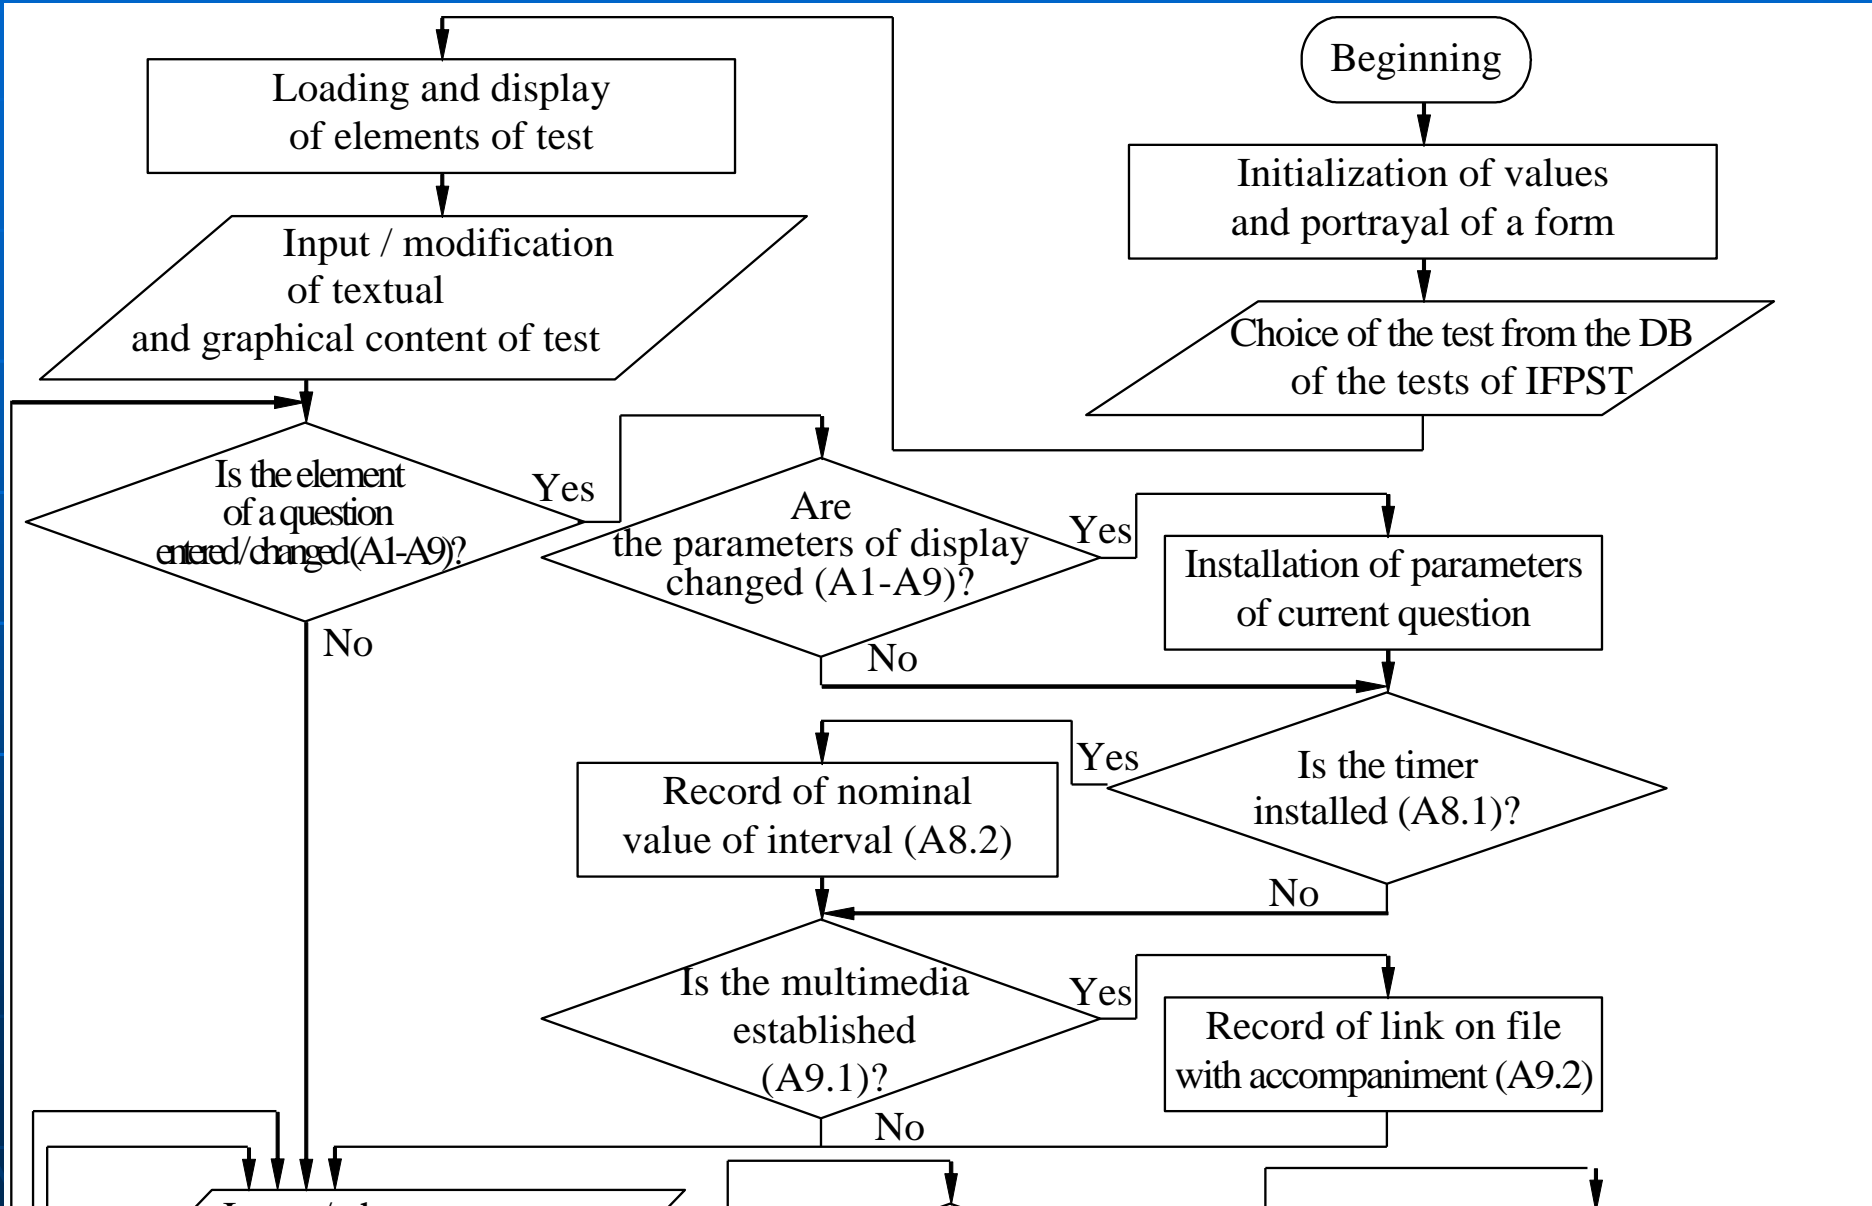 Beginning
Initialization of values
and portrayal of a form
Choice of the test from the DB
of the tests of IFPST
Loading and display
of elements of test
Input / modification
of textual
and graphical content of test
Is the element
of a question
entered/changed (A1-A9)?
Yes
No
Are
the parameters of display
changed (A1-A9)?
Yes
No
Installation of parameters
of current question
Is the timer
installed (A8.1)?
Yes
No
Record of nominal
value of interval (A8.2)
Is the multimedia
established
(A9.1)?
Yes
No
Record of link on file
with accompaniment (A9.2)